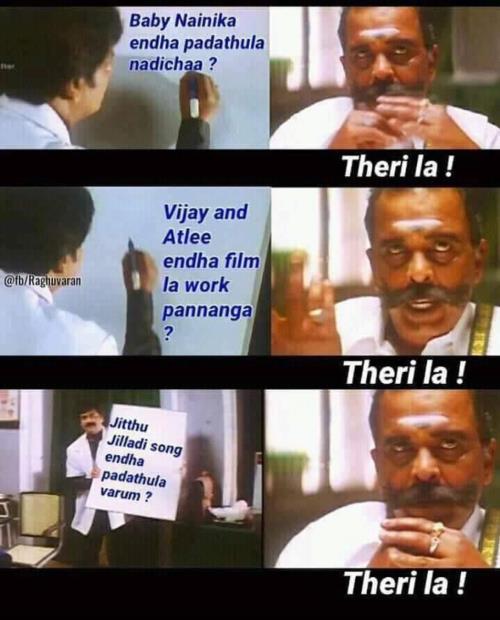 Baby Nainika
endha padathula
nadichaa ?
Theri la !
Vijay and
Atlee
endha film
la work
pannanga
?
@fb/Raghuvaran
Theri la !
Jitthu
Jilladi song
endha
padathula
varum ?
Theri la !